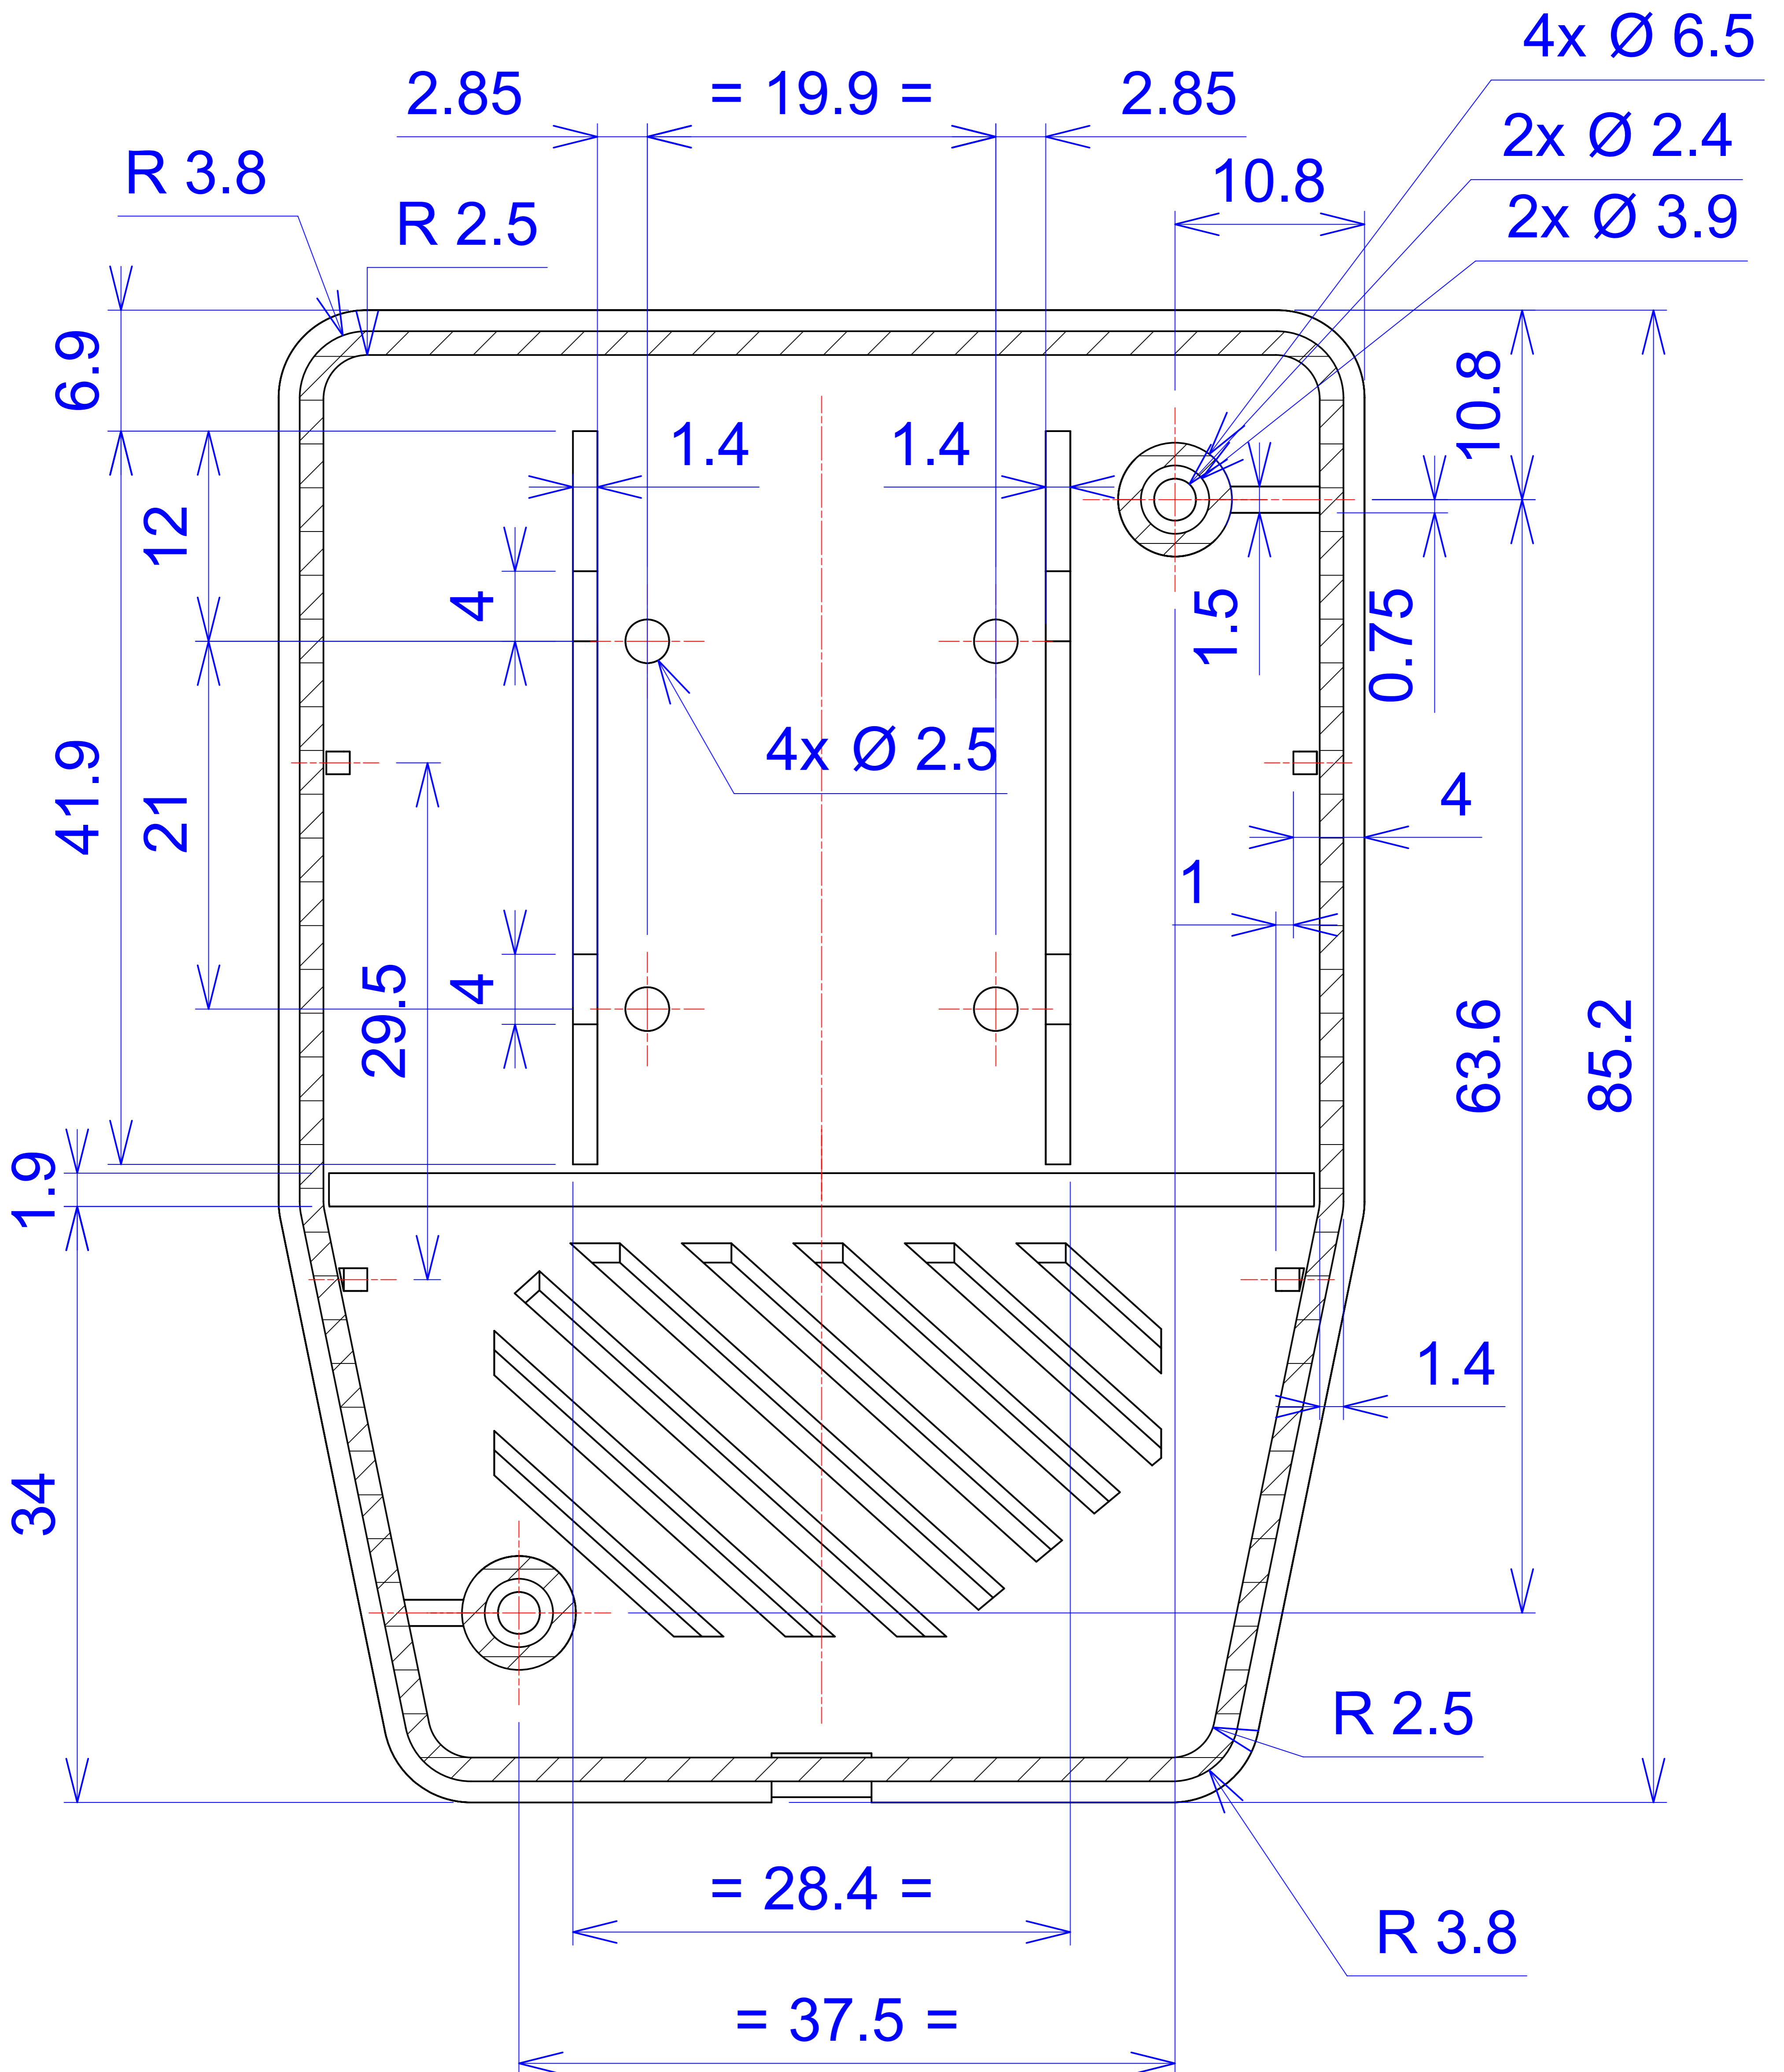 4x Ø 6.5
2.85
= 19.9 =
2.85
2x Ø 2.4
R 3.8
10.8
2x Ø 3.9
R 2.5
6.9
10.8
1.4
1.4
12
4
1.5
0.75
4x Ø 2.5
41.9
21
4
1
29.5
4
63.6
85.2
1.9
1.4
34
R 2.5
= 28.4 =
R 3.8
= 37.5 =